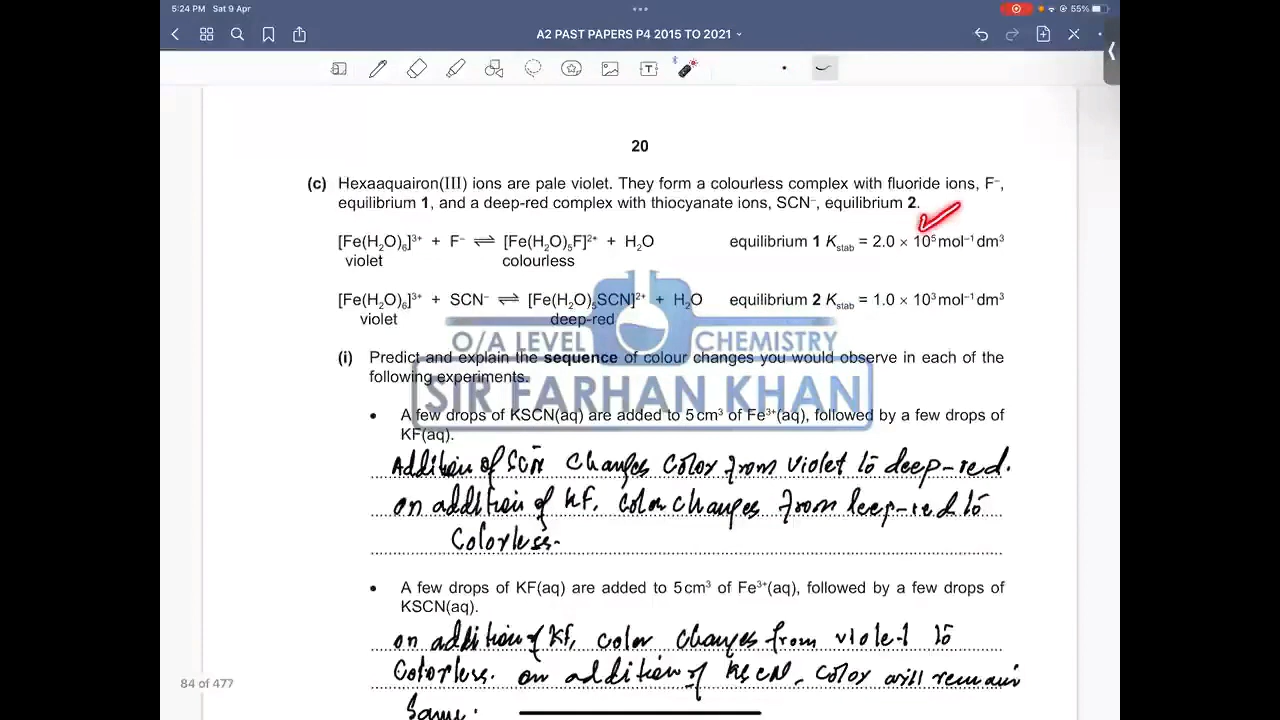 5:24 PM Sat 9 Apr
55%
A2 PAST PAPERS P4 2015 TO 2021
20
(c) Hexaaquairon(III) ions are pale violet. They form a colourless complex with fluoride ions, F⁻,
equilibrium 1, and a deep-red complex with thiocyanate ions, SCN⁻, equilibrium 2.
[Fe(H₂O)₆]³⁺ + F⁻ ⇌ [Fe(H₂O)₅F]²⁺ + H₂O equilibrium 1 Kstab = 2.0 × 10⁵ mol⁻¹ dm³
violet colourless
[Fe(H₂O)₆]³⁺ + SCN⁻ ⇌ [Fe(H₂O)₅SCN]²⁺ + H₂O equilibrium 2 Kstab = 1.0 × 10³ mol⁻¹ dm³
violet deep-red
O/A LEVEL CHEMISTRY
(i) Predict and explain the sequence of colour changes you would observe in each of the
following experiments.
SIR FARHAN KHAN
• A few drops of KSCN(aq) are added to 5 cm³ of Fe³⁺(aq), followed by a few drops of
KF(aq).
Addition of SCN⁻ changes color from violet to deep-red.
on addition of KF, color changes from deep-red to
Colorless.
• A few drops of KF(aq) are added to 5 cm³ of Fe³⁺(aq), followed by a few drops of
KSCN(aq).
on addition of KF, color changes from violet to
Colorless. on addition of KSCN, color will remain
84 of 477
Same.